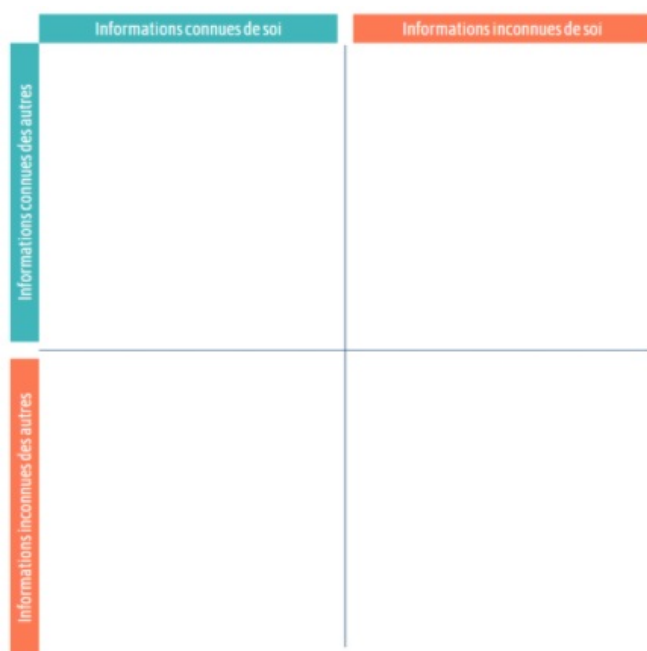 Informations connues de soi
Informations inconnues de soi
Informations connues des autres
Informations inconnues des autres